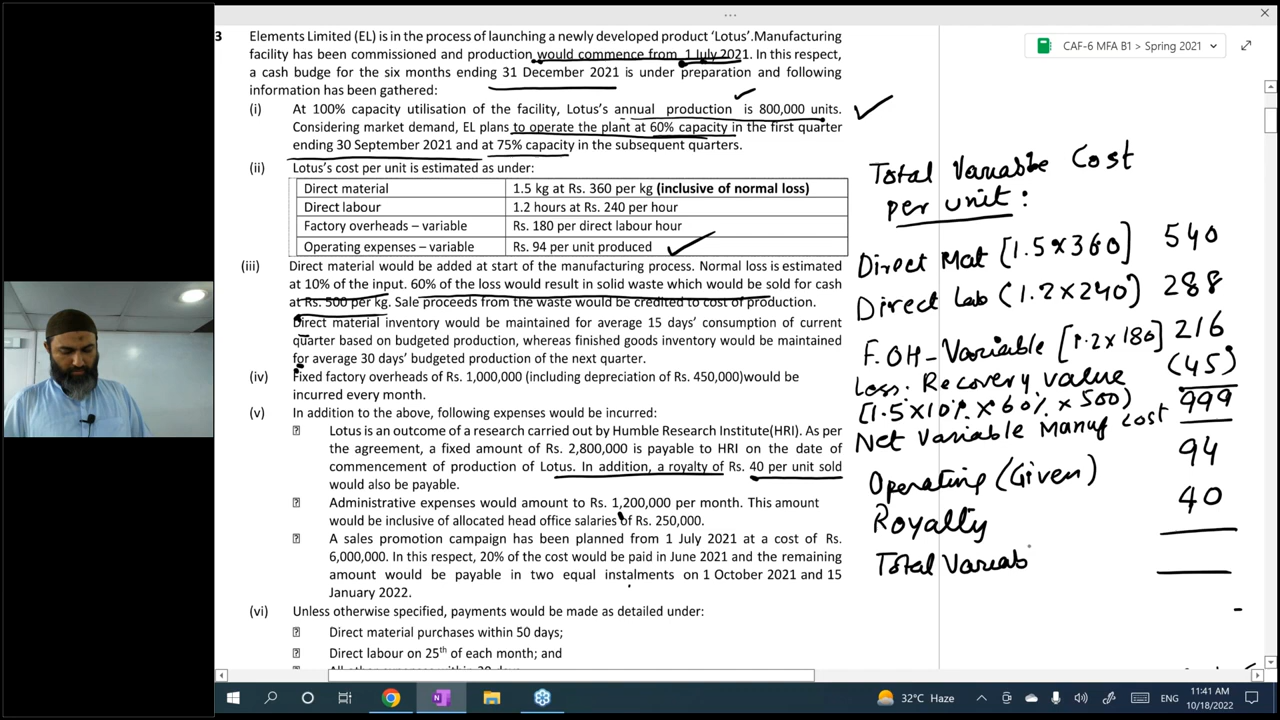 3 Elements Limited (EL) is in the process of launching a newly developed product ‘Lotus’.Manufacturing
facility has been commissioned and production would commence from 1 July 2021. In this respect,
a cash budget for the six months ending 31 December 2021 is under preparation and following
information has been gathered:
(i) At 100% capacity utilisation of the facility, Lotus’s annual production is 800,000 units.
Considering market demand, EL plans to operate the plant at 60% capacity in the first quarter
ending 30 September 2021 and at 75% capacity in the subsequent quarters.
(ii) Lotus’s cost per unit is estimated as under:
Direct material 1.5 kg at Rs. 360 per kg (inclusive of normal loss)
Direct labour 1.2 hours at Rs. 240 per hour
Factory overheads – variable Rs. 180 per direct labour hour
Operating expenses – variable Rs. 94 per unit produced
(iii) Direct material would be added at start of the manufacturing process. Normal loss is estimated
at 10% of the input. 60% of the loss would result in solid waste which would be sold for cash
at Rs. 500 per kg. Sale proceeds from the waste would be credited to cost of production.
Direct material inventory would be maintained for average 15 days’ consumption of current
quarter based on budgeted production, whereas finished goods inventory would be maintained
for average 30 days’ budgeted production of the next quarter.
(iv) Fixed factory overheads of Rs. 1,000,000 (including depreciation of Rs. 450,000)would be
incurred every month.
(v) In addition to the above, following expenses would be incurred:
Lotus is an outcome of a research carried out by Humble Research Institute(HRI). As per
the agreement, a fixed amount of Rs. 2,800,000 is payable to HRI on the date of
commencement of production of Lotus. In addition, a royalty of Rs. 40 per unit sold
would also be payable.
Administrative expenses would amount to Rs. 1,200,000 per month. This amount
would be inclusive of allocated head office salaries of Rs. 250,000.
A sales promotion campaign has been planned from 1 July 2021 at a cost of Rs.
6,000,000. In this respect, 20% of the cost would be paid in June 2021 and the remaining
amount would be payable in two equal instalments on 1 October 2021 and 15
January 2022.
(vi) Unless otherwise specified, payments would be made as detailed under:
Direct material purchases within 50 days;
Direct labour on 25th of each month; and
CAF-6 MFA B1 > Spring 2021
Total Variable Cost
per unit :
Direct Mat [1.5x360] 540
Direct Lab (1.2x240) 288
F.OH-Variable [1.2x180] 216
Loss. Recovery value (45)
[1.5x10%x60%x500)
Net Variable Manuf cost 999
Operating (Given) 94
Royalty 40
Total Variab
32°C Haze
ENG
11:41 AM
10/18/2022